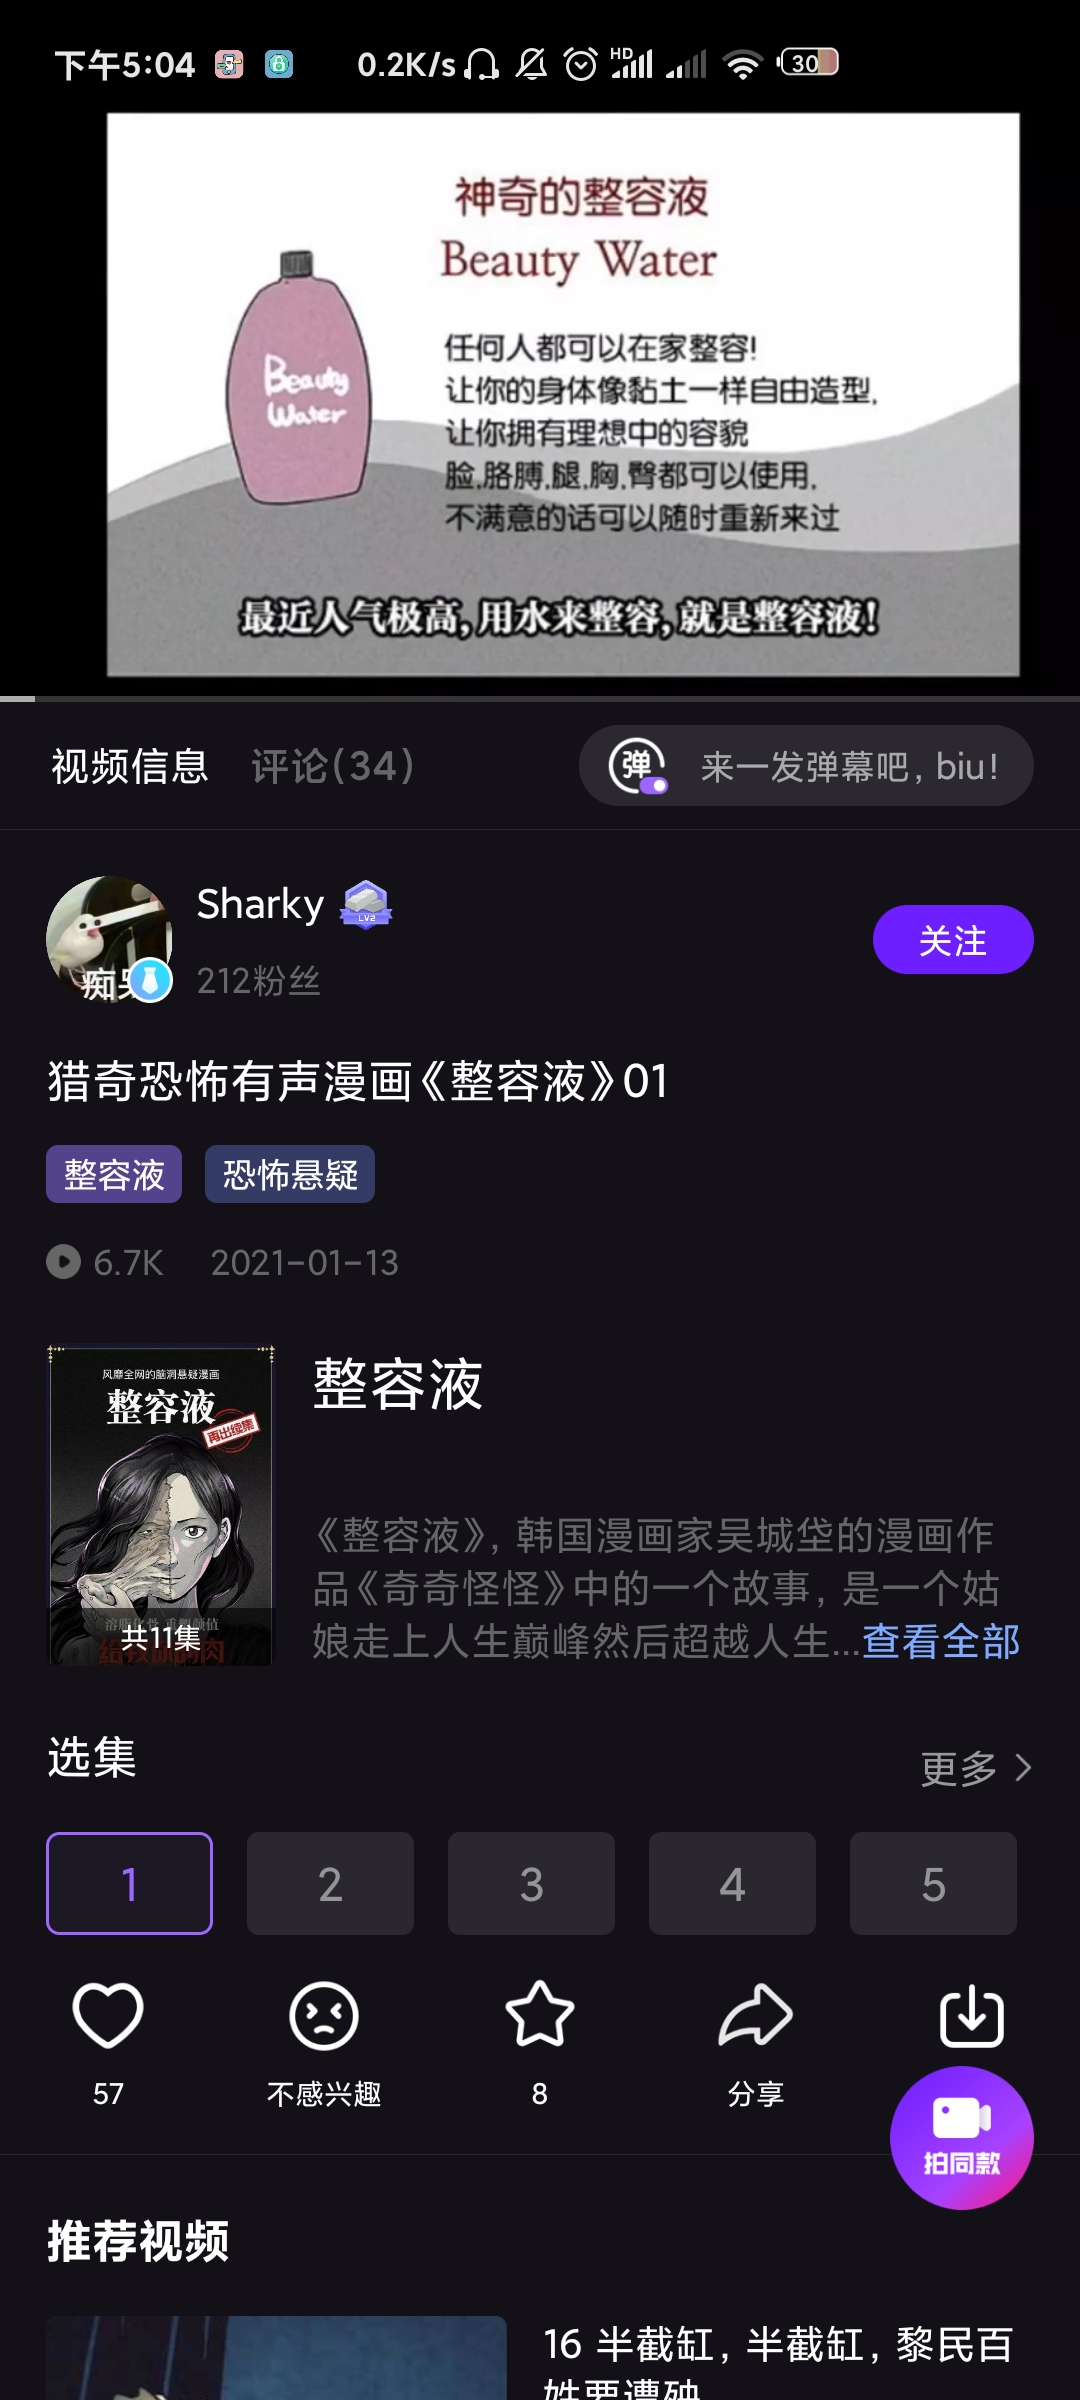 下午5:04
0.2K/s
HD
30
神奇的整容液
Beauty Water
Beauty
Water
任何人都可以在家整容!
让你的身体像黏土一样自由造型,
让你拥有理想中的容貌
脸,胳膊,腿,胸,臀都可以使用,
不满意的话可以随时重新来过
最近人气极高,用水来整容,就是整容液!
视频信息
评论(34)
弹
来一发弹幕吧, biu!
Sharky
LV2
痴
212粉丝
关注
猎奇恐怖有声漫画《整容液》01
整容液
恐怖悬疑
6.7K
2021-01-13
风靡全网的脑洞悬疑漫画
整容液
再出续集
共11集
整容液
《整容液》, 韩国漫画家吴城垡的漫画作
品《奇奇怪怪》中的一个故事, 是一个姑
娘走上人生巅峰然后超越人生...查看全部
选集
更多
1
2
3
4
5
57
不感兴趣
8
分享
拍同款
推荐视频
16 半截缸, 半截缸, 黎民百
姓要遭殃